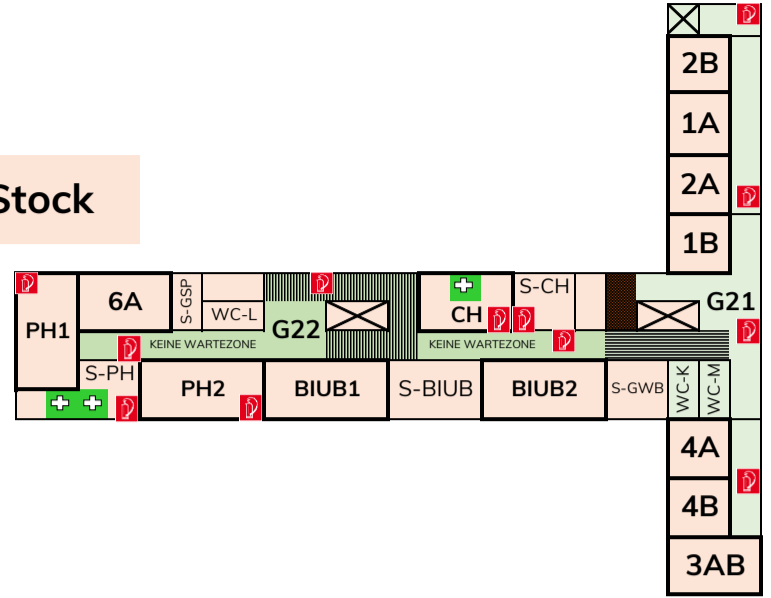 2B
1A
2A
1B
Stock
6A
S-GSP
WC-L
G22
CH
S-CH
G21
PH1
KEINE WARTEZONE
KEINE WARTEZONE
S-PH
PH2
BIUB1
S-BIUB
BIUB2
S-GWB
WC-K
WC-M
4A
4B
3AB